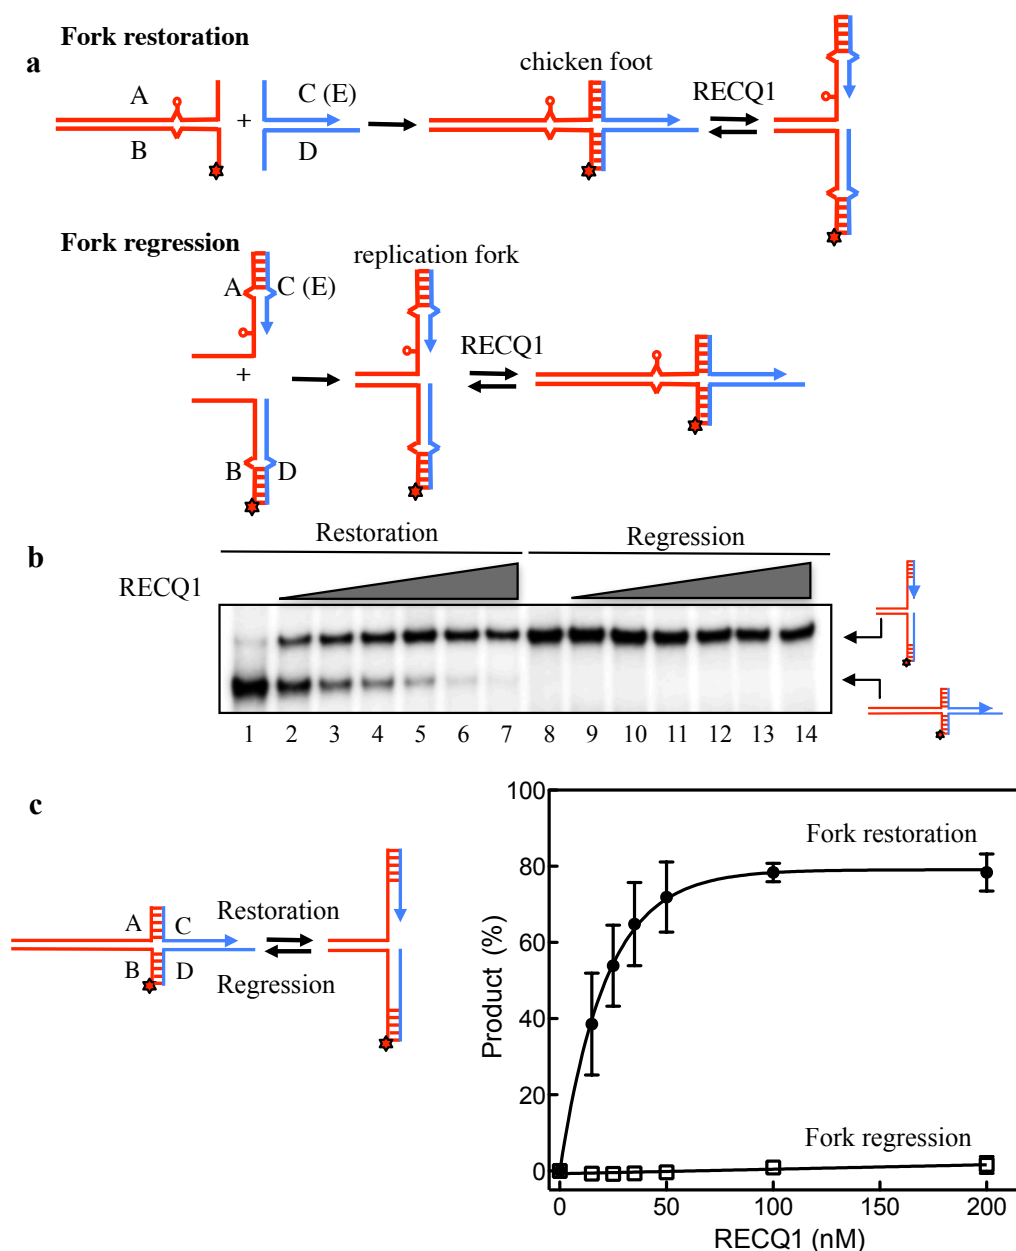 Fork restoration
a
A
C (E)
+
B
D
chicken foot
RECQ1
Fork regression
A
C (E)
+
B
D
replication fork
RECQ1
b
Restoration
Regression
RECQ1
1 2 3 4 5 6 7 8 9 10 11 12 13 14
c
A
C
B
D
Restoration
Regression
100
80
60
40
20
0
Product (%)
Fork restoration
Fork regression
0 50 100 150 200
RECQ1 (nM)